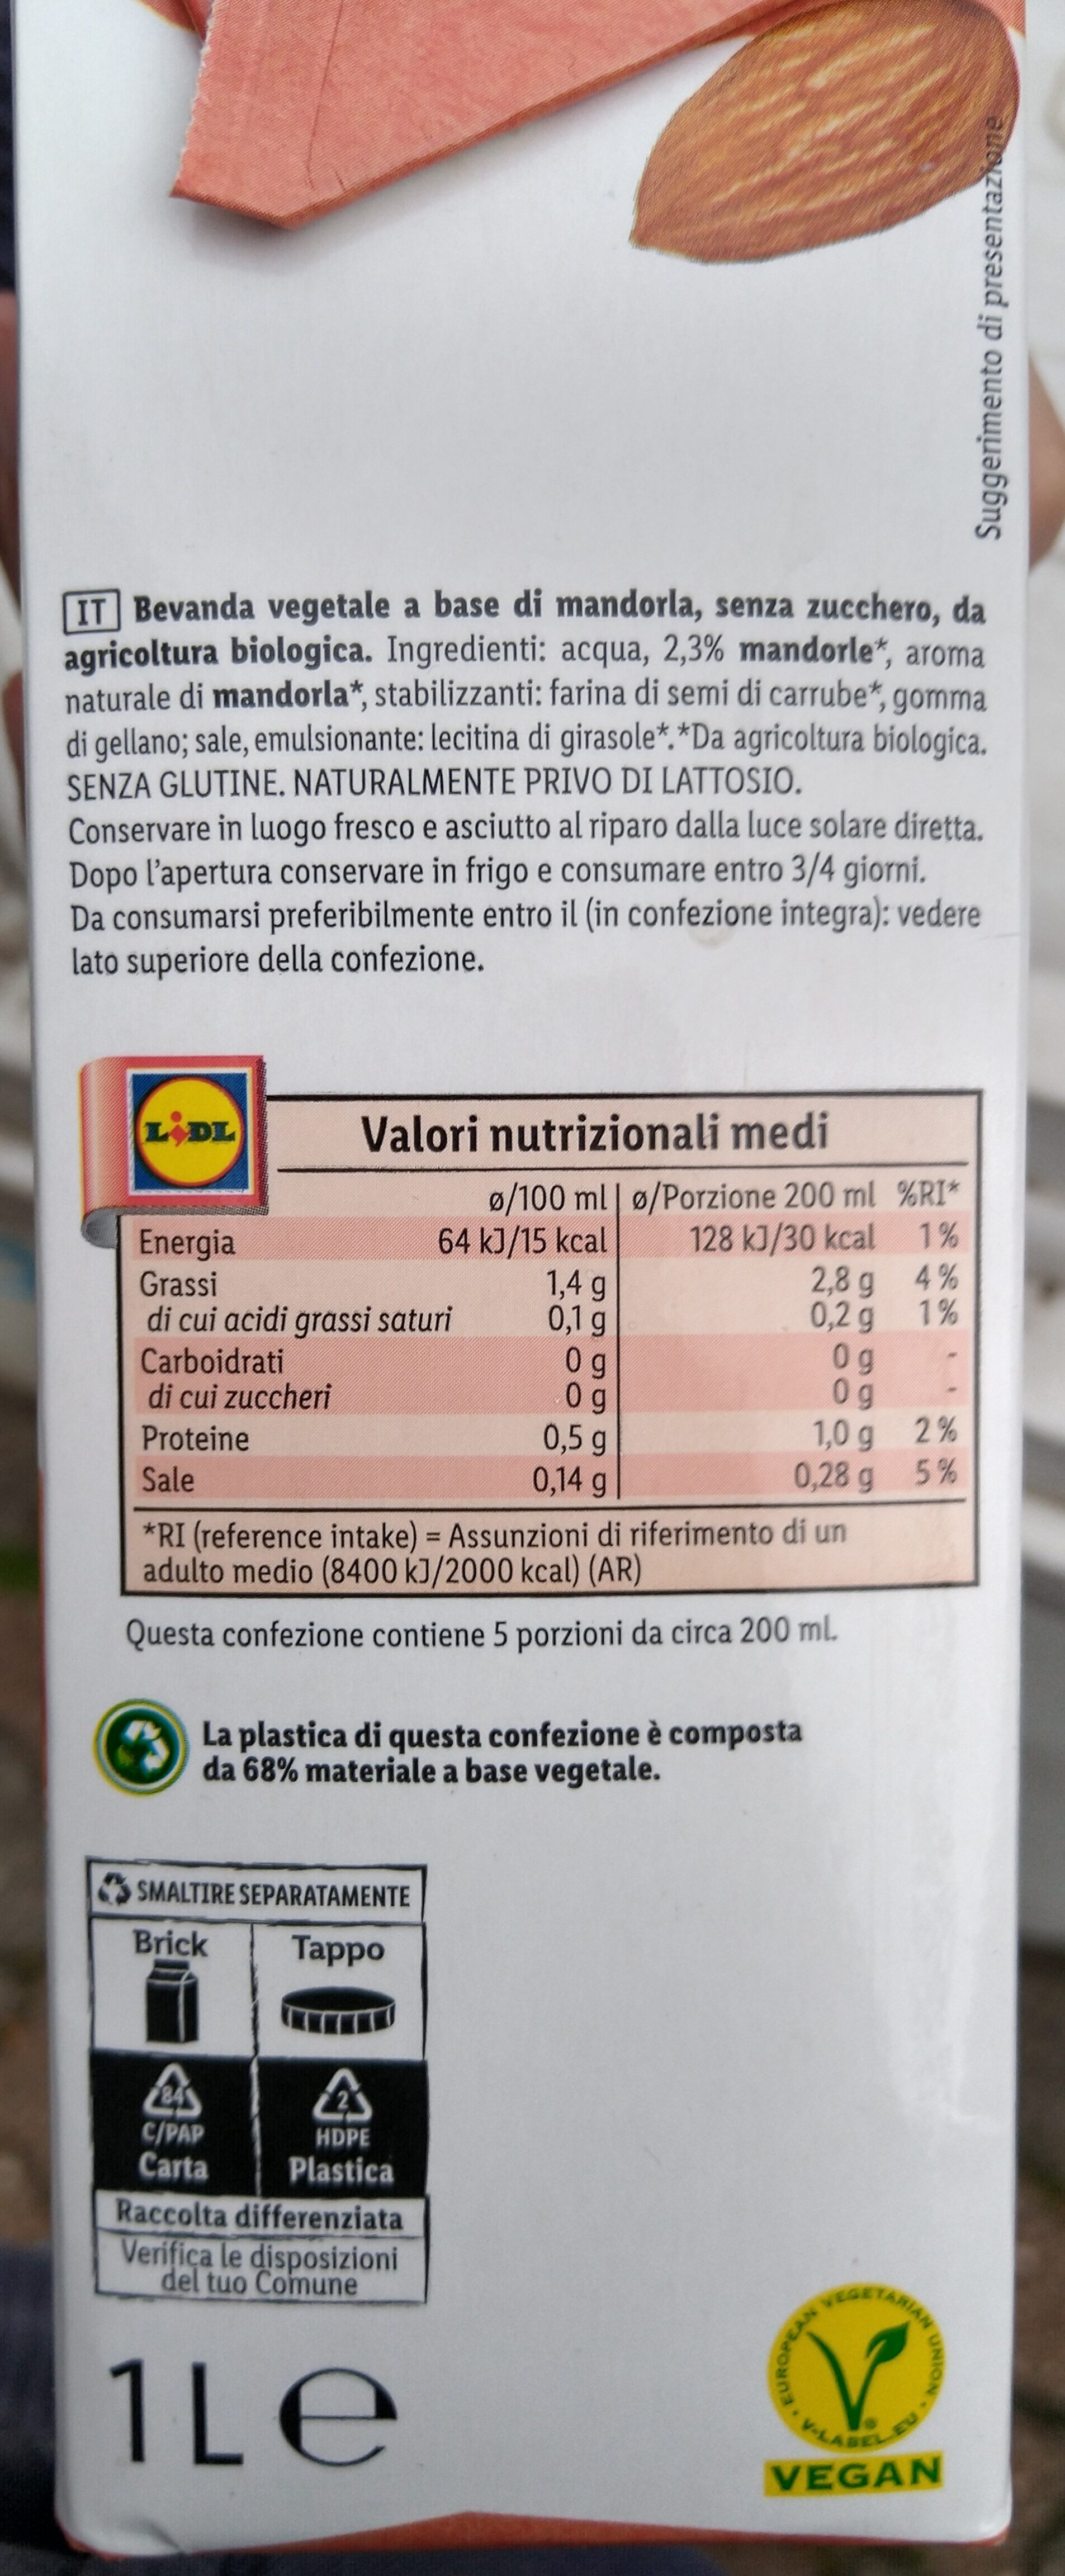 Suggerimento di presentazione
IT Bevanda vegetale a base di mandorla, senza zucchero, da
agricoltura biologica. Ingredienti: acqua, 2,3% mandorle*, aroma
naturale di mandorla*, stabilizzanti: farina di semi di carrube*, gomma
di gellano; sale, emulsionante: lecitina di girasole*.*Da agricoltura biologica.
SENZA GLUTINE. NATURALMENTE PRIVO DI LATTOSIO.
Conservare in luogo fresco e asciutto al riparo dalla luce solare diretta.
Dopo l'apertura conservare in frigo e consumare entro 3/4 giorni.
Da consumarsi preferibilmente entro il (in confezione integra): vedere
lato superiore della confezione.
LIDL
Valori nutrizionali medi
ø/100 ml ø/Porzione 200 ml %RI*
Energia 64 kJ/15 kcal 128 kJ/30 kcal 1%
Grassi 1,4 g 2,8 g 4%
di cui acidi grassi saturi 0,1 g 0,2 g 1%
Carboidrati 0 g 0 g -
di cui zuccheri 0 g 0 g -
Proteine 0,5 g 1,0 g 2%
Sale 0,14 g 0,28 g 5%
*RI (reference intake) = Assunzioni di riferimento di un
adulto medio (8400 kJ/2000 kcal) (AR)
Questa confezione contiene 5 porzioni da circa 200 ml.
La plastica di questa confezione è composta
da 68% materiale a base vegetale.
SMALTIRE SEPARATAMENTE
Brick Tappo
84 2
C/PAP HDPE
Carta Plastica
Raccolta differenziata
Verifica le disposizioni
del tuo Comune
1 L e
EUROPEAN VEGETARIAN UNION
V-LABEL.EU
VEGAN